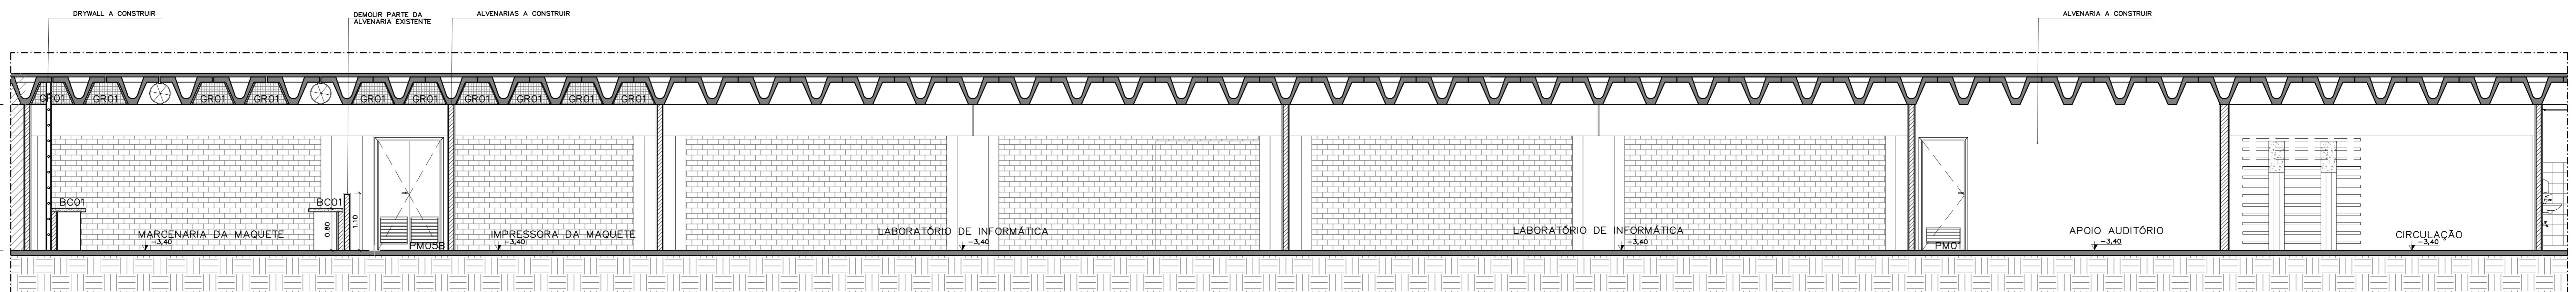 DRYWALL A CONSTRUIR
DEMOLIR PARTE DA
ALVENARIA EXISTENTE
ALVENARIAS A CONSTRUIR
ALVENARIA A CONSTRUIR
GR01
GR01
GR01
GR01
GR01
GR01
GR01
GR01
GR01
GR01
BC01
BC01
0.80
1.10
MARCENARIA DA MAQUETE
-3,40
PM05B
IMPRESSORA DA MAQUETE
-3,40
LABORATÓRIO DE INFORMÁTICA
-3,40
LABORATÓRIO DE INFORMÁTICA
-3,40
PM01
APOIO AUDITÓRIO
-3,40
CIRCULAÇÃO
-3,40